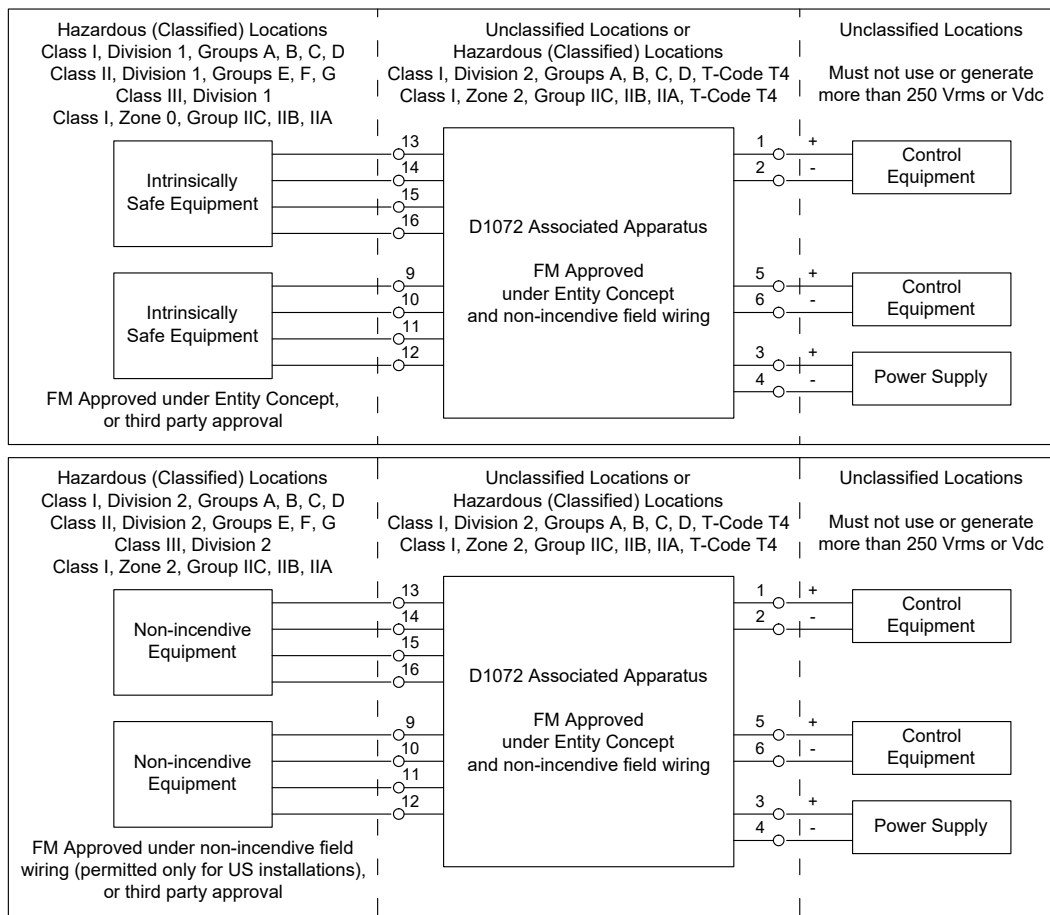 Hazardous (Classified) Locations
Class I, Division 1, Groups A, B, C, D
Class II, Division 1, Groups E, F, G
Class III, Division 1
Class I, Zone 0, Group IIC, IIB, IIA
Unclassified Locations or
Hazardous (Classified) Locations
Class I, Division 2, Groups A, B, C, D, T-Code T4
Class I, Zone 2, Group IIC, IIB, IIA, T-Code T4
Unclassified Locations
Must not use or generate
more than 250 Vrms or Vdc
Intrinsically
Safe Equipment
13
14
15
16
Intrinsically
Safe Equipment
9
10
11
12
FM Approved under Entity Concept,
or third party approval
D1072 Associated Apparatus
FM Approved
under Entity Concept
and non-incendive field wiring
1 +
2 -
Control
Equipment
5 +
6 -
Control
Equipment
3 +
4 -
Power Supply
Hazardous (Classified) Locations
Class I, Division 2, Groups A, B, C, D
Class II, Division 2, Groups E, F, G
Class III, Division 2
Class I, Zone 2, Group IIC, IIB, IIA
Unclassified Locations or
Hazardous (Classified) Locations
Class I, Division 2, Groups A, B, C, D, T-Code T4
Class I, Zone 2, Group IIC, IIB, IIA, T-Code T4
Unclassified Locations
Must not use or generate
more than 250 Vrms or Vdc
Non-incendive
Equipment
13
14
15
16
Non-incendive
Equipment
9
10
11
12
FM Approved under non-incendive field
wiring (permitted only for US installations),
or third party approval
D1072 Associated Apparatus
FM Approved
under Entity Concept
and non-incendive field wiring
1 +
2 -
Control
Equipment
5 +
6 -
Control
Equipment
3 +
4 -
Power Supply